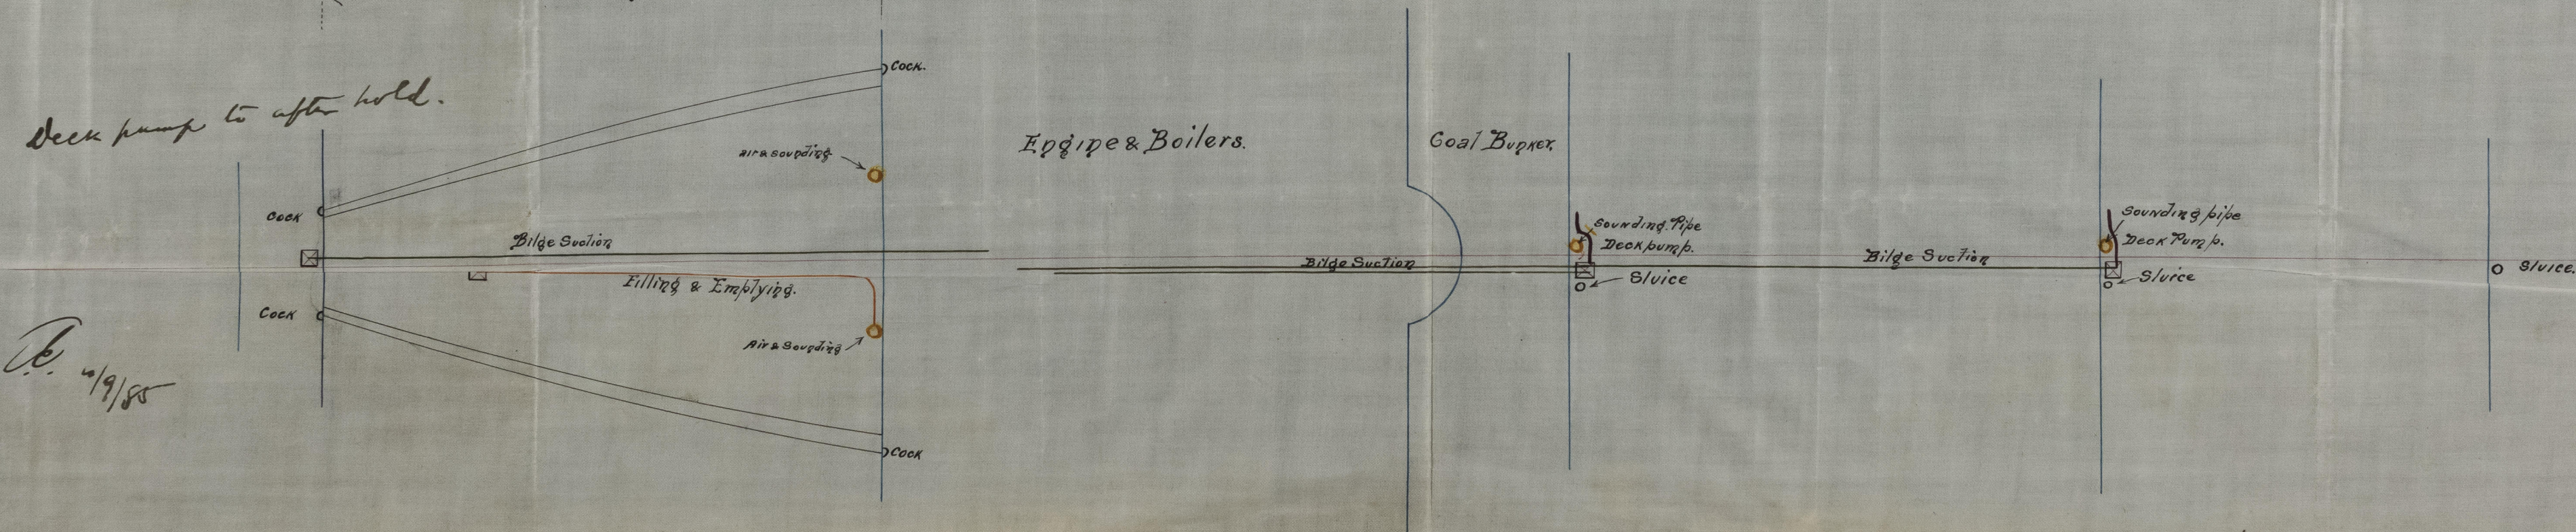 Deck pump to after hold.
Cock.
air & sounding
Engine & Boilers.
Coal Bunker.
Cock
Bilge Suction
Filling & Emptying.
Cock
Air & Sounding
Cock
11/9/85
Bilge Suction
Sounding Pipe
Deck pump.
Sluice
Bilge Suction
Sounding pipe
Deck Pump.
Sluice
Sluice.